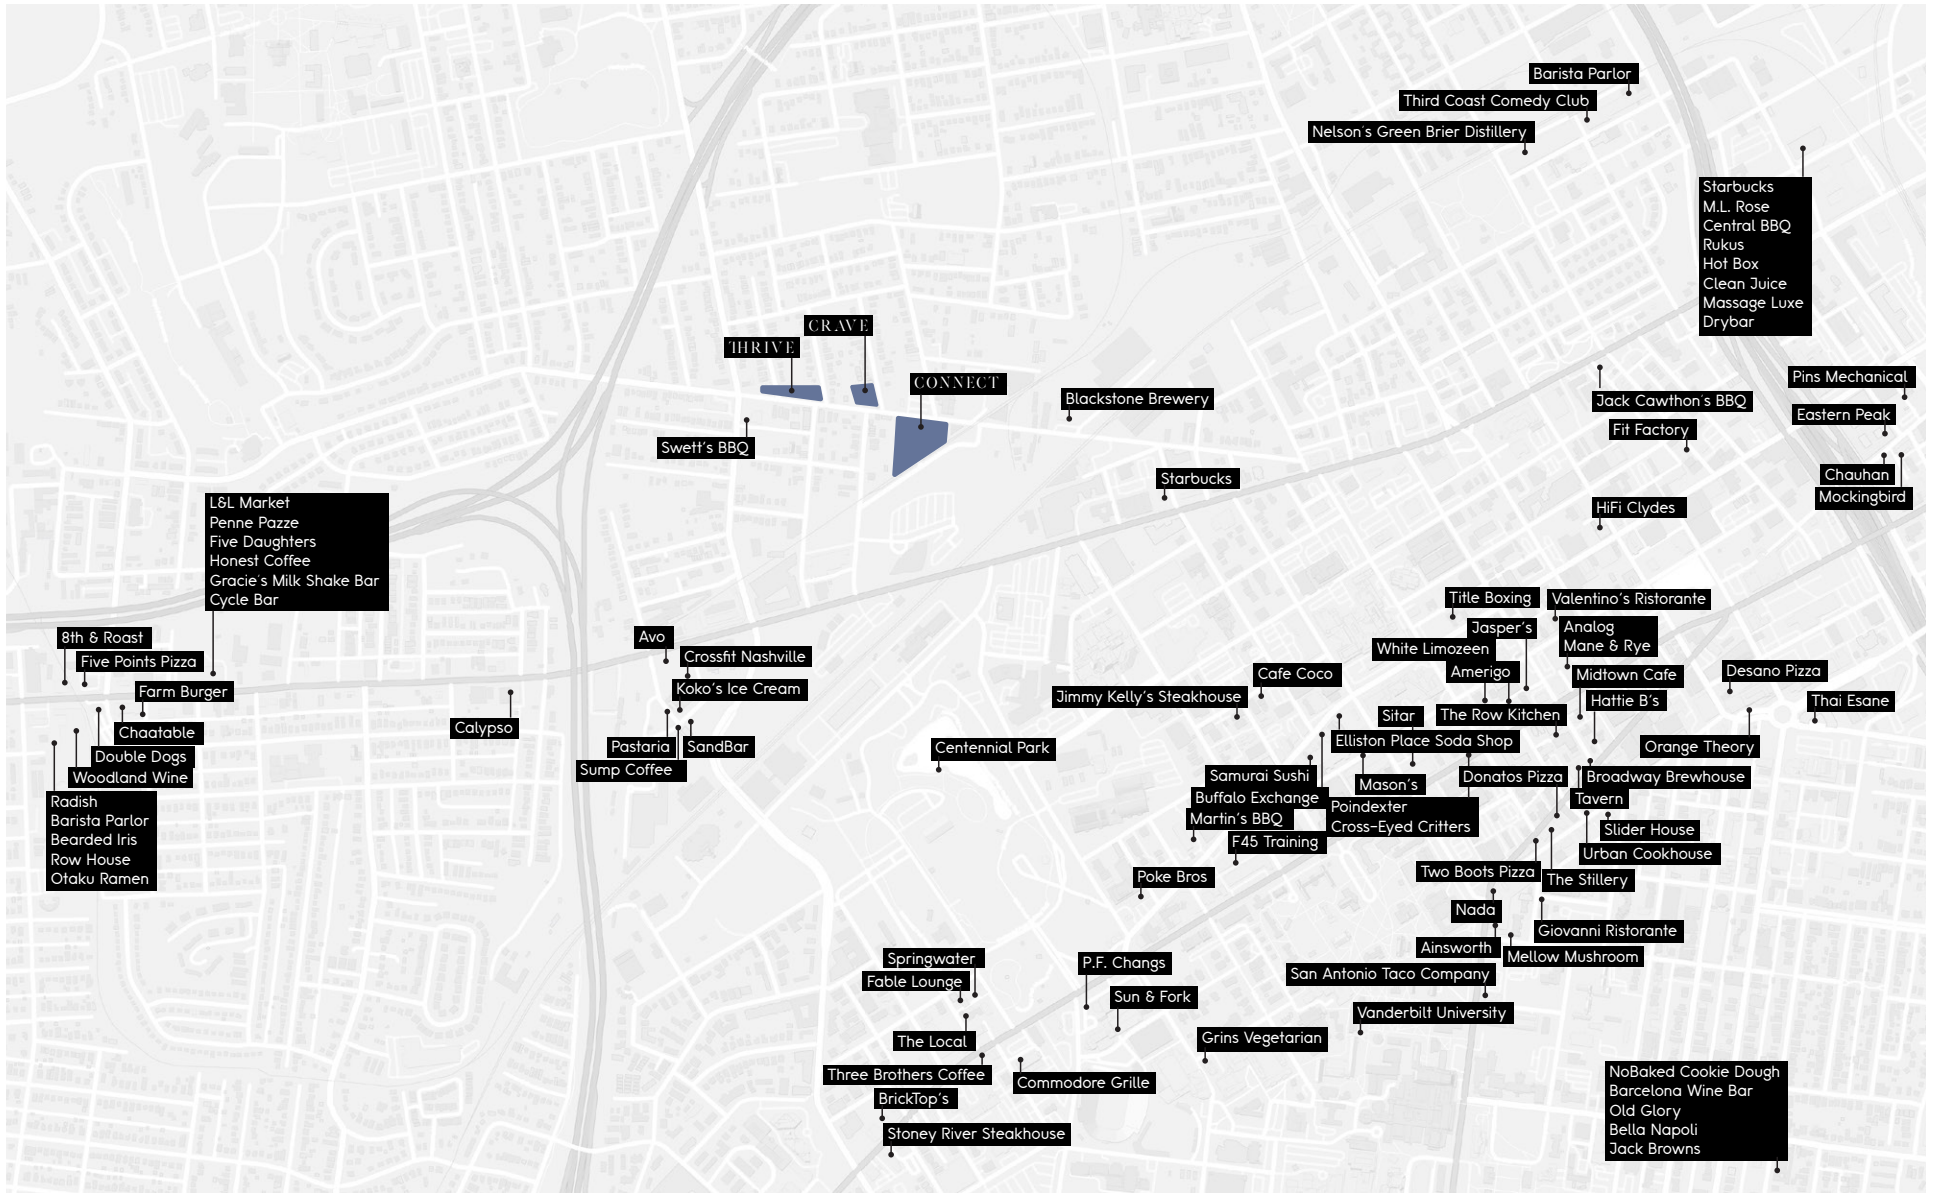 Barista Parlor
Third Coast Comedy Club
Nelson's Green Brier Distillery
Starbucks
M.L. Rose
Central BBQ
Rukus
Hot Box
Clean Juice
Massage Luxe
Drybar
CRAVE
THRIVE
CONNECT
Pins Mechanical
Blackstone Brewery
Jack Cawthon's BBQ
Eastern Peak
Fit Factory
Swett's BBQ
Chauhan
Starbucks
Mockingbird
HiFi Clydes
L&L Market
Penne Pazze
Five Daughters
Honest Coffee
Gracie's Milk Shake Bar
Cycle Bar
Title Boxing
Valentino's Ristorante
Jasper's
Analog
Mane & Rye
8th & Roast
Avo
White Limozeen
Five Points Pizza
Crossfit Nashville
Amerigo
Cafe Coco
Midtown Cafe
Desano Pizza
Farm Burger
Koko's Ice Cream
Jimmy Kelly's Steakhouse
Hattie B's
Thai Esane
Sitar
The Row Kitchen
Calypso
Chaatable
Pastaria
SandBar
Centennial Park
Elliston Place Soda Shop
Orange Theory
Double Dogs
Sump Coffee
Woodland Wine
Samurai Sushi
Mason's
Donatos Pizza
Broadway Brewhouse
Buffalo Exchange
Tavern
Radish
Barista Parlor
Bearded Iris
Row House
Otaku Ramen
Poindexter
Cross-Eyed Critters
Martin's BBQ
Slider House
F45 Training
Urban Cookhouse
Two Boots Pizza
Poke Bros
The Stillery
Nada
Giovanni Ristorante
Ainsworth
Mellow Mushroom
Springwater
P.F. Changs
San Antonio Taco Company
Fable Lounge
Sun & Fork
Vanderbilt University
The Local
Grins Vegetarian
Three Brothers Coffee
Commodore Grille
BrickTop's
Stoney River Steakhouse
NoBaked Cookie Dough
Barcelona Wine Bar
Old Glory
Bella Napoli
Jack Browns